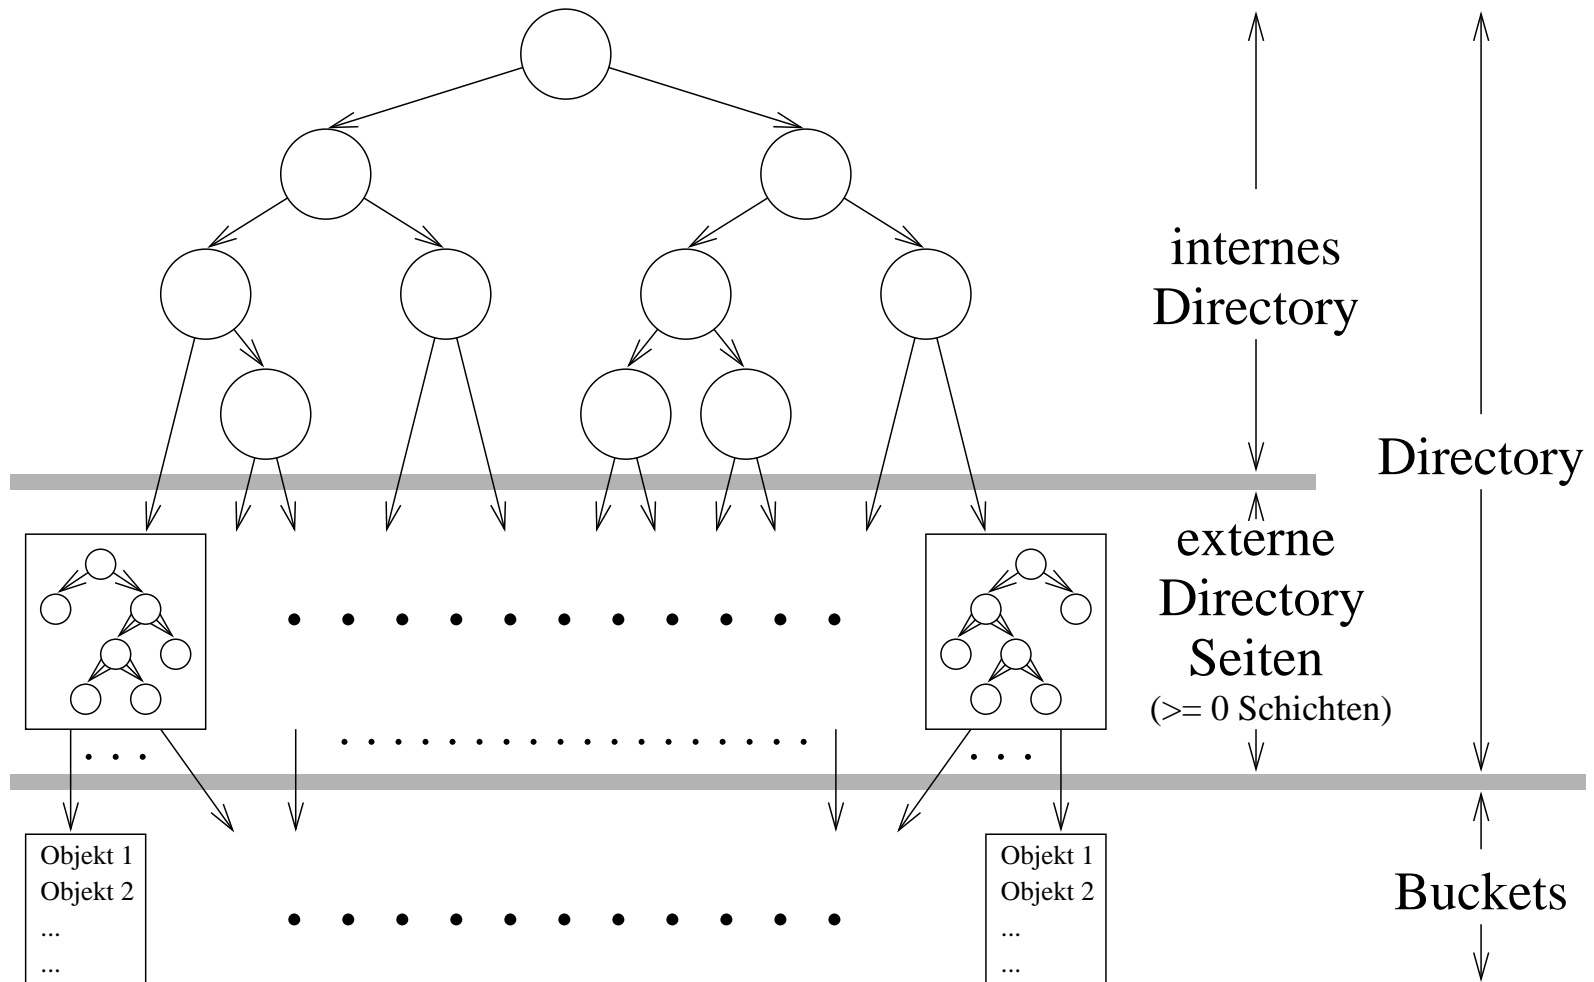 internes
Directory
Directory
externe
Directory
Seiten
(>= 0 Schichten)
Objekt 1
Objekt 2
...
...
Objekt 1
Objekt 2
...
...
Buckets